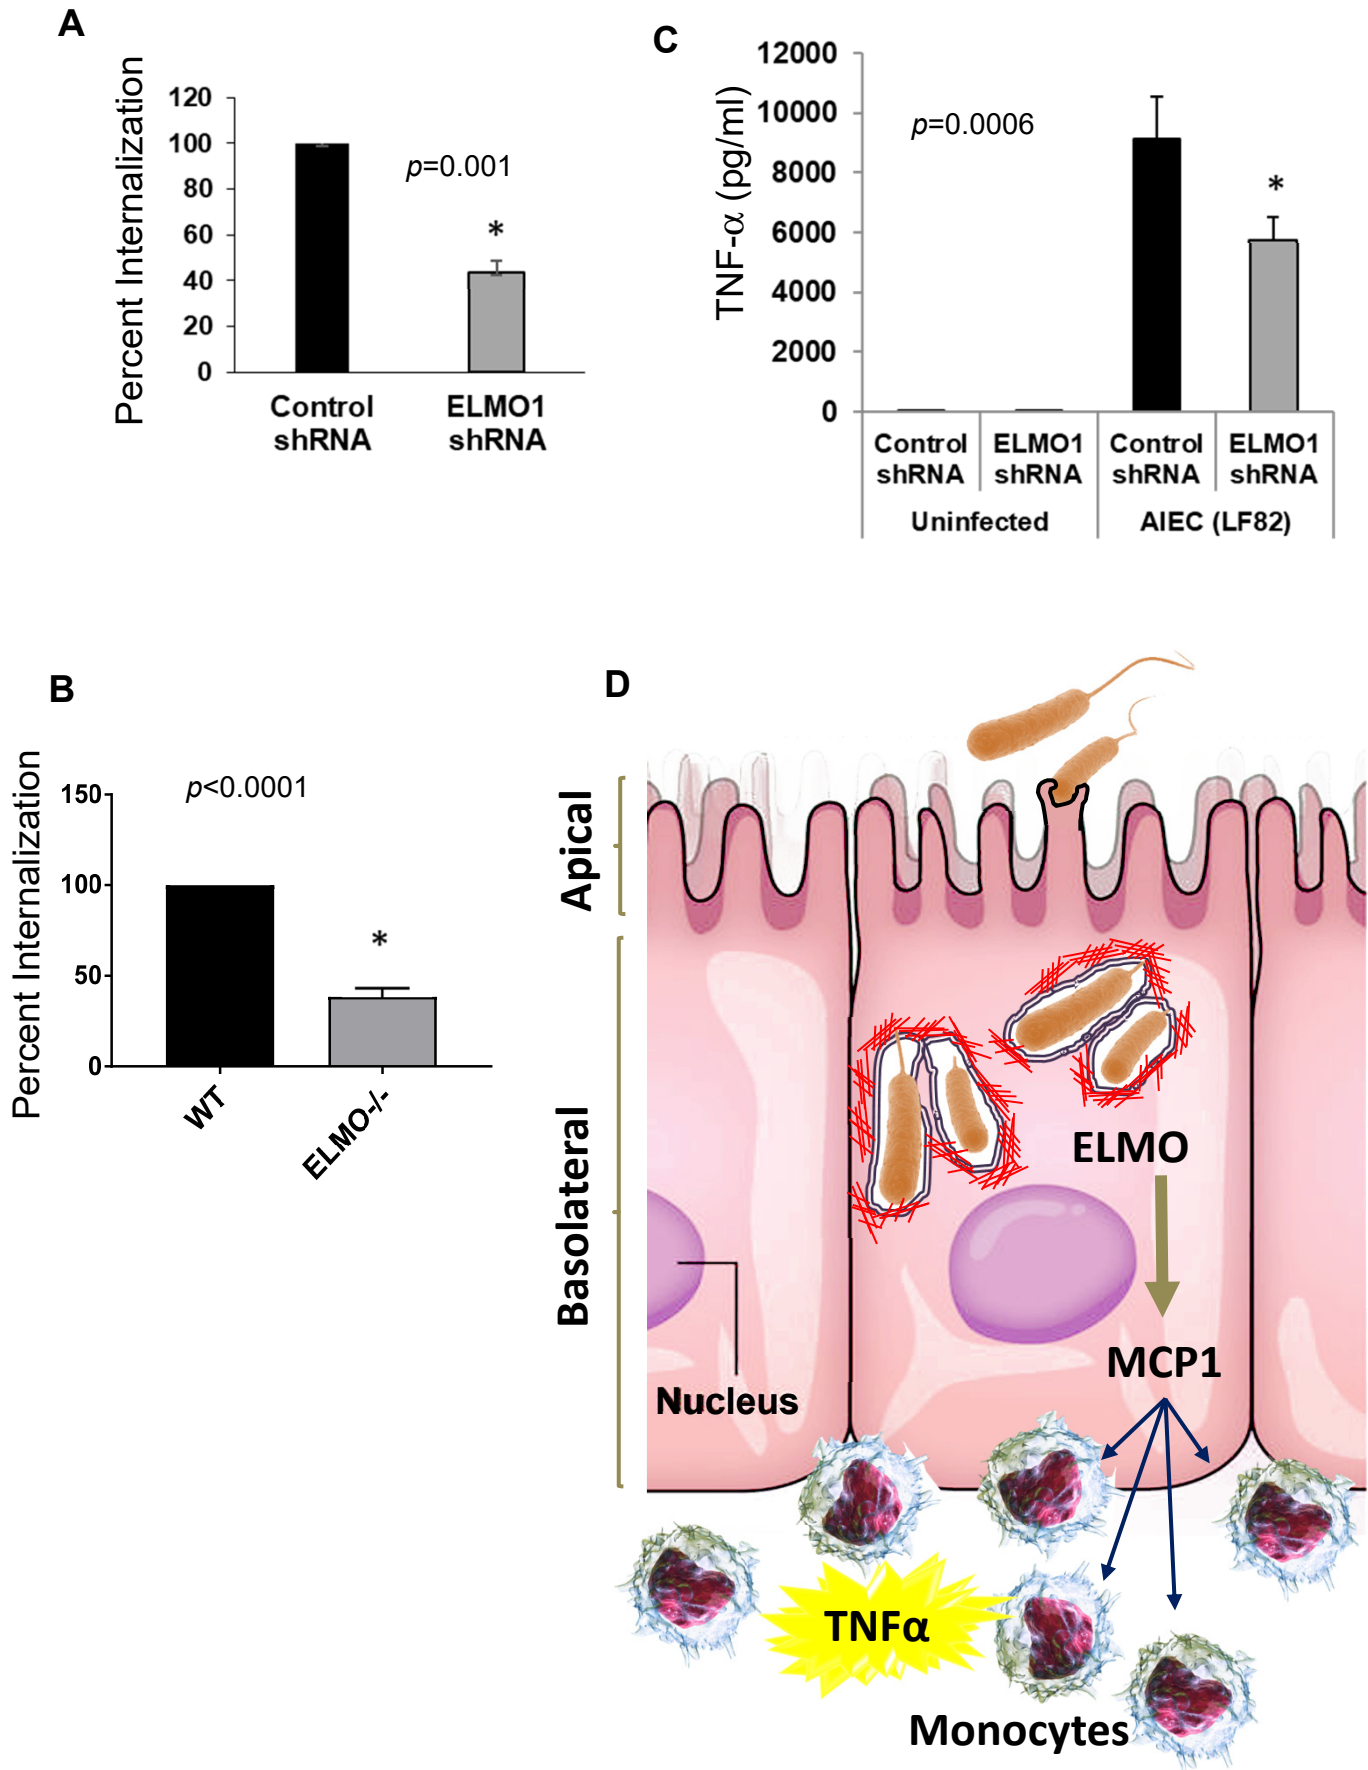 A
Percent Internalization
120
100
80
60
40
20
0
p=0.001
*
Control
shRNA
ELMO1
shRNA
C
TNF-α (pg/ml)
12000
10000
8000
6000
4000
2000
0
p=0.0006
*
Control
shRNA
ELMO1
shRNA
Control
shRNA
ELMO1
shRNA
Uninfected
AIEC (LF82)
B
Percent Internalization
150
100
50
0
p<0.0001
*
WT
ELMO-/-
D
Apical
Basolateral
ELMO
MCP1
Nucleus
TNFα
Monocytes